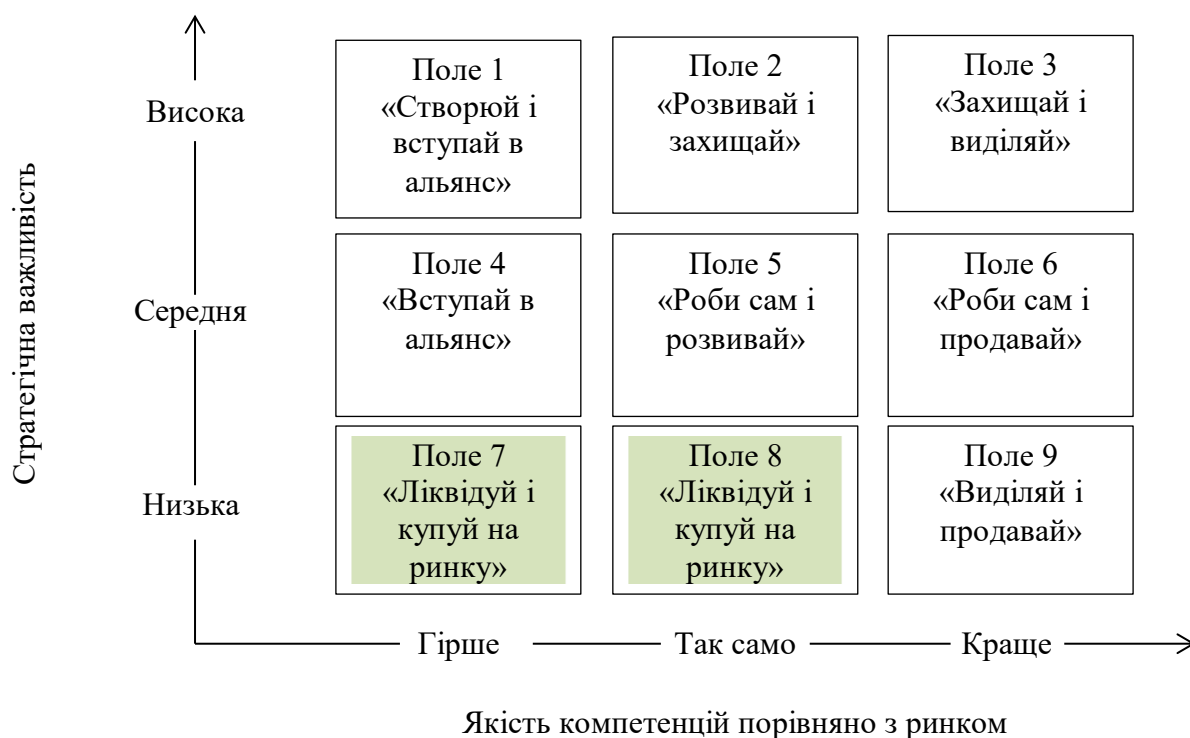 Стратегічна важливість
Висока
Поле 1
«Створюй і
вступай в
альянс»
Поле 2
«Розвивай і
захищай»
Поле 3
«Захищай і
виділяй»
Середня
Поле 4
«Вступай в
альянс»
Поле 5
«Роби сам і
розвивай»
Поле 6
«Роби сам і
продавай»
Низька
Поле 7
«Ліквідуй і
купуй на
ринку»
Поле 8
«Ліквідуй і
купуй на
ринку»
Поле 9
«Виділяй і
продавай»
Гірше
Так само
Краще
Якість компетенцій порівняно з ринком